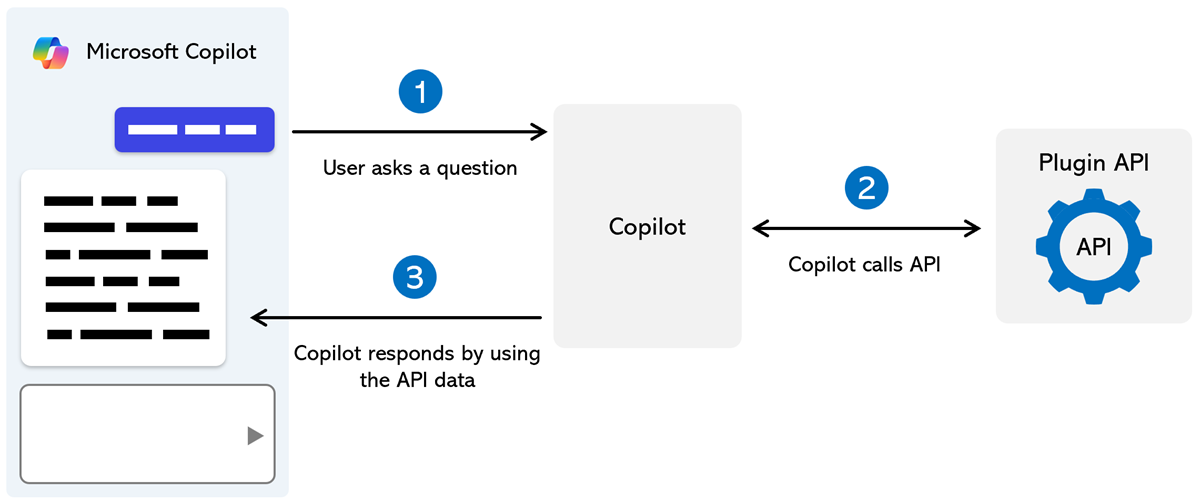 Microsoft Copilot
1
User asks a question
Copilot
2
Copilot calls API
Plugin API
API
3
Copilot responds by using
the API data